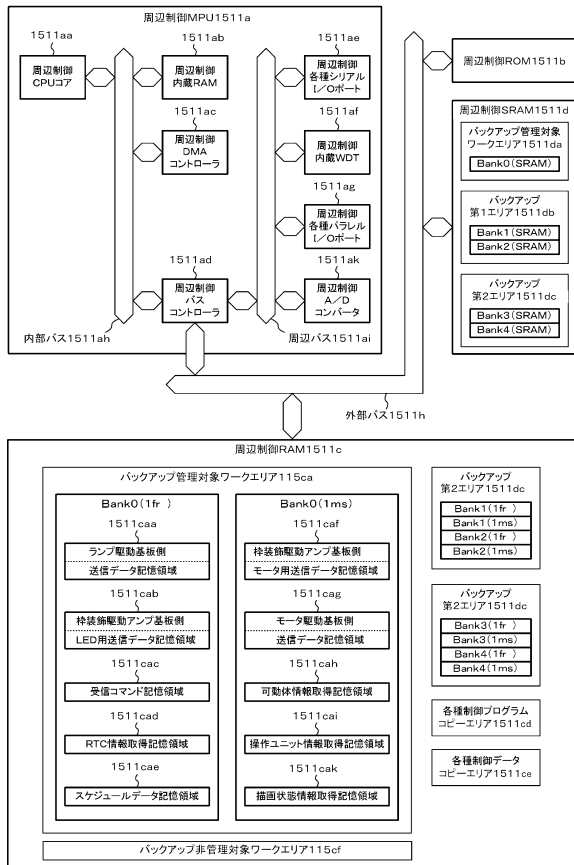 周辺制御MPU1511a
1511aa
周辺制御
CPUコア
1511ab
周辺制御
内蔵RAM
1511ac
周辺制御
DMA
コントローラ
1511ad
周辺制御
バス
コントローラ
1511ae
周辺制御
各種シリアル
I/Oポート
1511af
周辺制御
内蔵WDT
1511ag
周辺制御
各種パラレル
I/Oポート
1511ak
周辺制御
A/D
コンバータ
内部バス1511ah
周辺バス1511ai
周辺制御ROM1511b
周辺制御SRAM1511d
バックアップ管理対象
ワークエリア1511da
Bank0(SRAM)
バックアップ
第1エリア1511db
Bank1(SRAM)
Bank2(SRAM)
バックアップ
第2エリア1511dc
Bank3(SRAM)
Bank4(SRAM)
外部バス1511h
周辺制御RAM1511c
バックアップ管理対象ワークエリア115ca
Bank0(1fr )
1511caa
ランプ駆動基板側
送信データ記憶領域
1511cab
枠装飾駆動アンプ基板側
LED用送信データ記憶領域
1511cac
受信コマンド記憶領域
1511cad
RTC情報取得記憶領域
1511cae
スケジュールデータ記憶領域
Bank0(1ms)
1511caf
枠装飾駆動アンプ基板側
モータ用送信データ記憶領域
1511cag
モータ駆動基板側
送信データ記憶領域
1511cah
可動体情報取得記憶領域
1511cai
操作ユニット情報取得記憶領域
1511cak
描画状態情報取得記憶領域
バックアップ非管理対象ワークエリア115cf
バックアップ
第2エリア1511dc
Bank1(1fr )
Bank1(1ms)
Bank2(1fr )
Bank2(1ms)
バックアップ
第2エリア1511dc
Bank3(1fr )
Bank3(1ms)
Bank4(1fr )
Bank4(1ms)
各種制御プログラム
コピーエリア1511cd
各種制御データ
コピーエリア1511ce